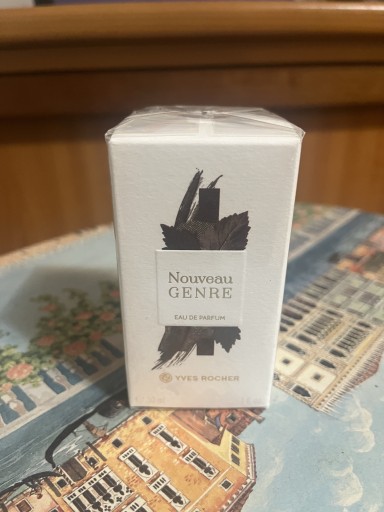 Nouveau
GENRE
EAU DE PARFUM
YVES ROCHER